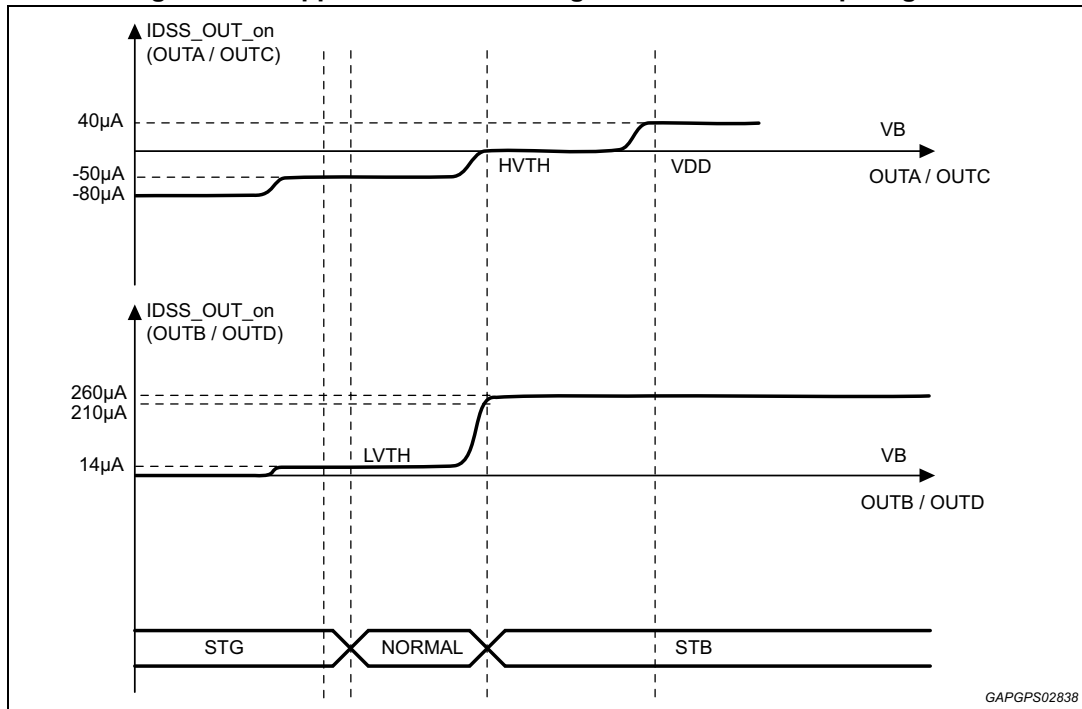 IDSS_OUT_on
(OUTA / OUTC)
40µA
VB
HVTH
VDD
-50µA
OUTA / OUTC
-80µA
IDSS_OUT_on
(OUTB / OUTD)
260µA
210µA
LVTH
14µA
VB
OUTB / OUTD
STG
NORMAL
STB
GAPGPS02838